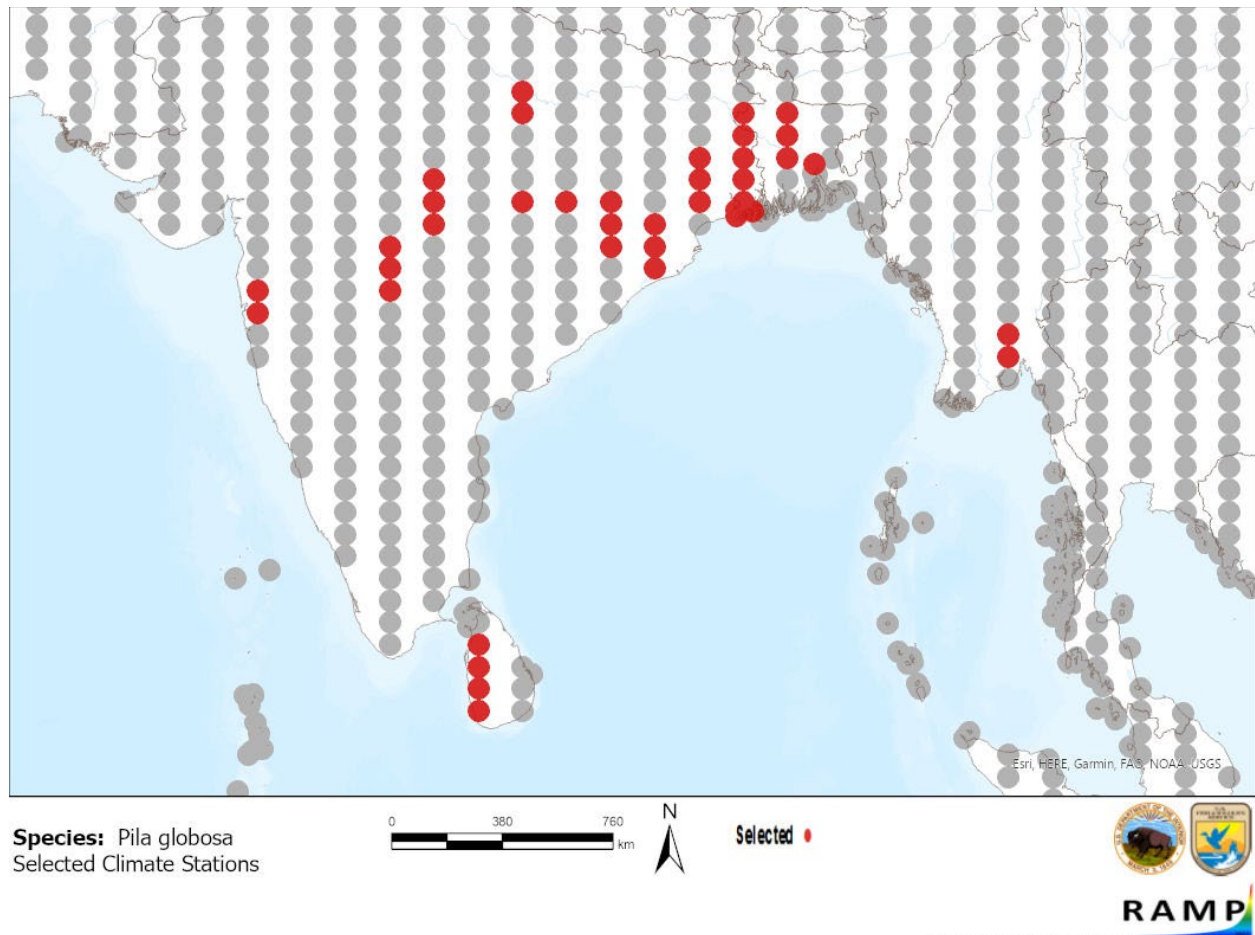 Esri, HERE, Garmin, FAO, NOAA, USGS
Species: Pila globosa
Selected Climate Stations
0 380 760
km
N
Selected
RAMP